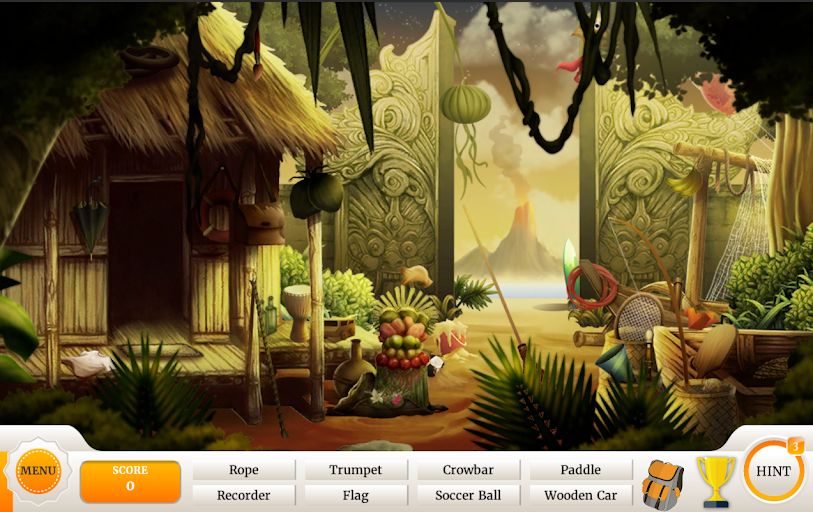 MENU
SCORE
0
Rope
Trumpet
Crowbar
Paddle
Recorder
Flag
Soccer Ball
Wooden Car
3
HINT